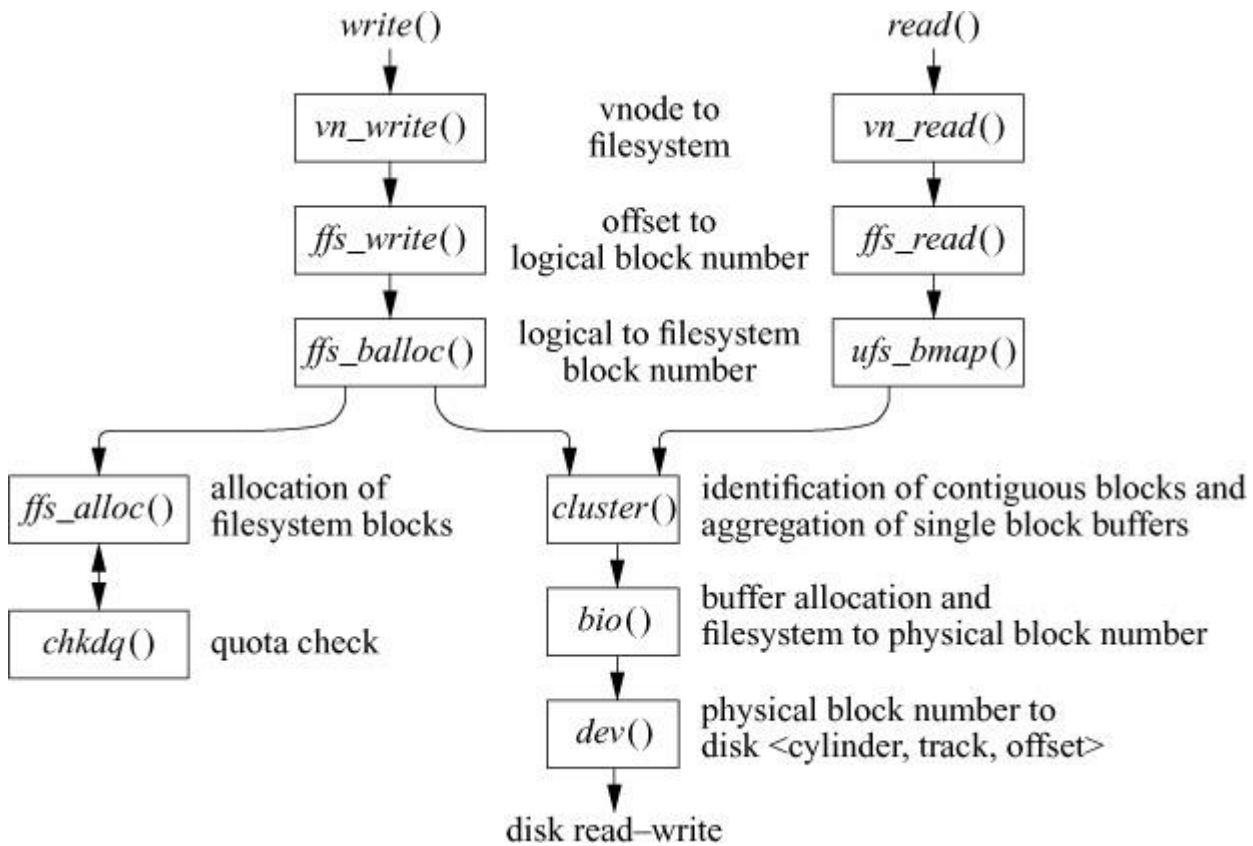 write()
read()
vn_write()
vnode to
filesystem
vn_read()
ffs_write()
offset to
logical block number
ffs_read()
ffs_balloc()
logical to filesystem
block number
ufs_bmap()
ffs_alloc()
allocation of
filesystem blocks
cluster()
identification of contiguous blocks and
aggregation of single block buffers
chkdq()
quota check
bio()
buffer allocation and
filesystem to physical block number
dev()
physical block number to
disk <cylinder, track, offset>
disk read–write